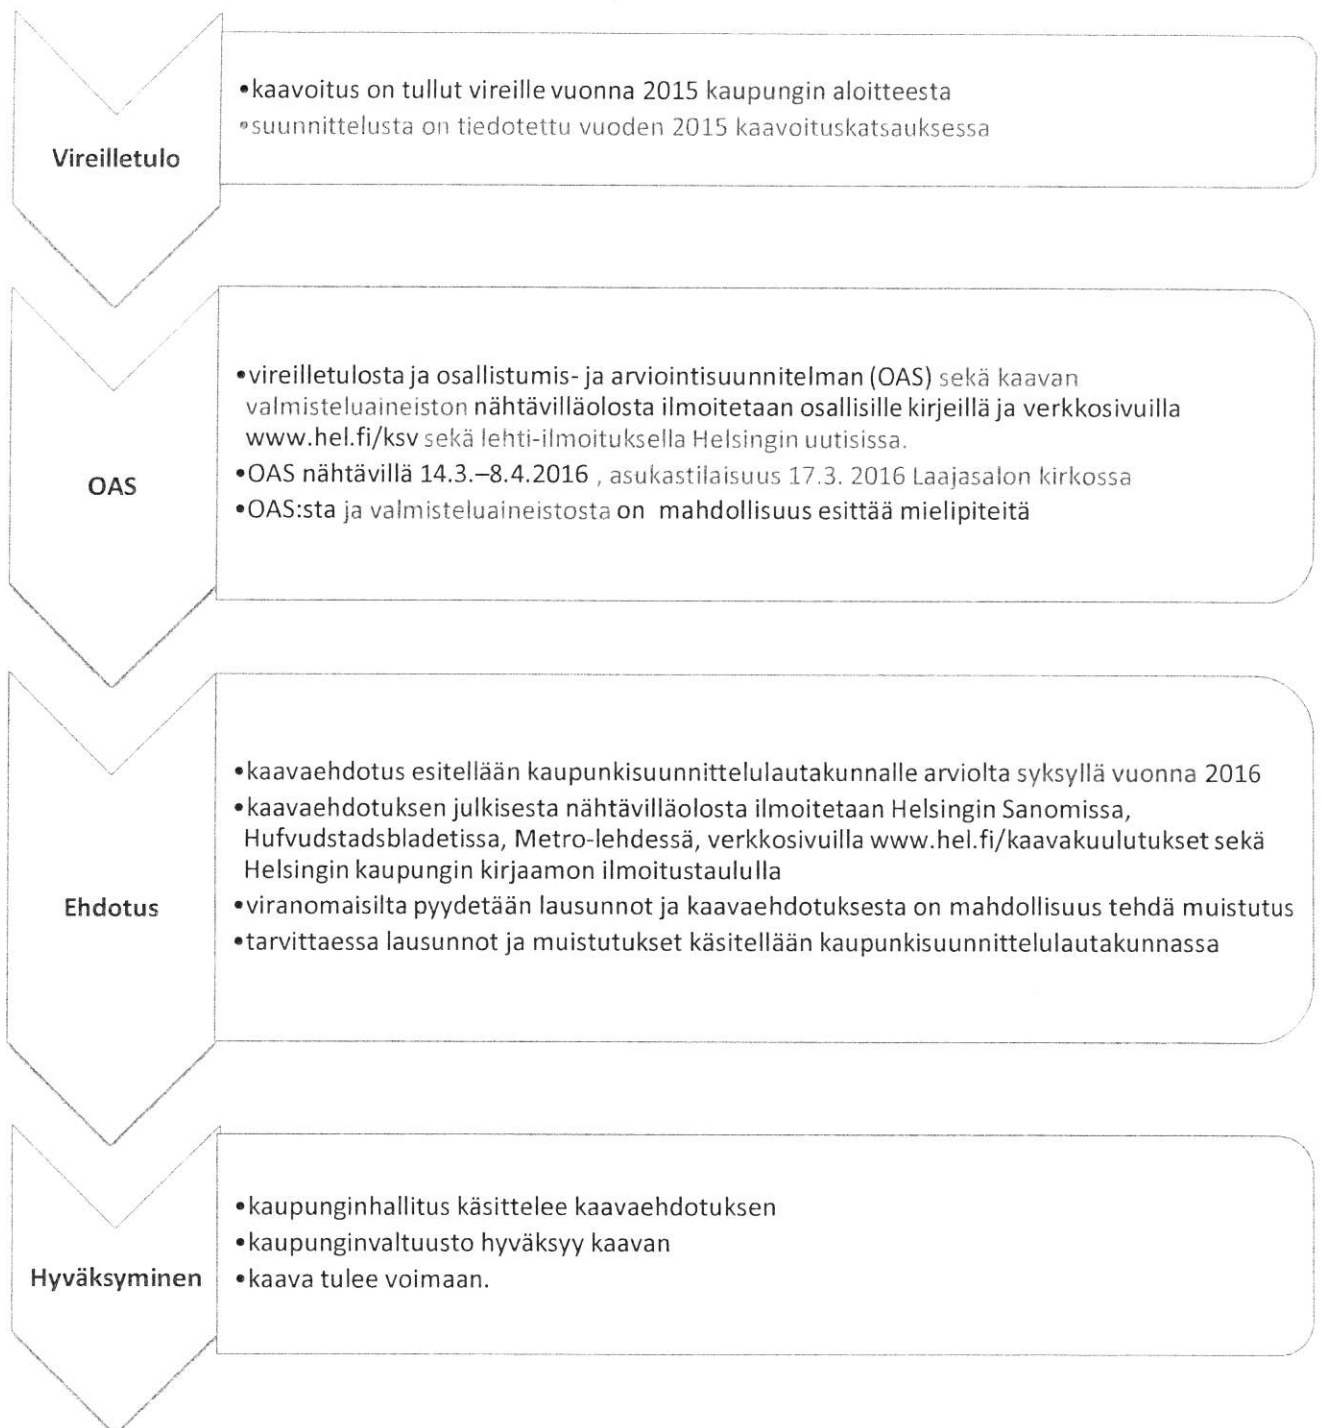 Vireilletulo
•kaavoitus on tullut vireille vuonna 2015 kaupungin aloitteesta
•suunnittelusta on tiedotettu vuoden 2015 kaavoituskatsauksessa
OAS
•vireilletulosta ja osallistumis- ja arviointisuunnitelman (OAS) sekä kaavan
valmisteluaineiston nähtävilläolosta ilmoitetaan osallisille kirjeillä ja verkkosivuilla
www.hel.fi/ksv sekä lehti-ilmoituksella Helsingin uutisissa.
•OAS nähtävillä 14.3.–8.4.2016 , asukastilaisuus 17.3. 2016 Laajasalon kirkossa
•OAS:sta ja valmisteluaineistosta on mahdollisuus esittää mielipiteitä
Ehdotus
•kaavaehdotus esitellään kaupunkisuunnittelulautakunnalle arviolta syksyllä vuonna 2016
•kaavaehdotuksen julkisesta nähtävilläolosta ilmoitetaan Helsingin Sanomissa,
Hufvudstadsbladetissa, Metro-lehdessä, verkkosivuilla www.hel.fi/kaavakuulutukset sekä
Helsingin kaupungin kirjaamon ilmoitustaululla
•viranomaisilta pyydetään lausunnot ja kaavaehdotuksesta on mahdollisuus tehdä muistutus
•tarvittaessa lausunnot ja muistutukset käsitellään kaupunkisuunnittelulautakunnassa
Hyväksyminen
•kaupunginhallitus käsittelee kaavaehdotuksen
•kaupunginvaltuusto hyväksyy kaavan
•kaava tulee voimaan.